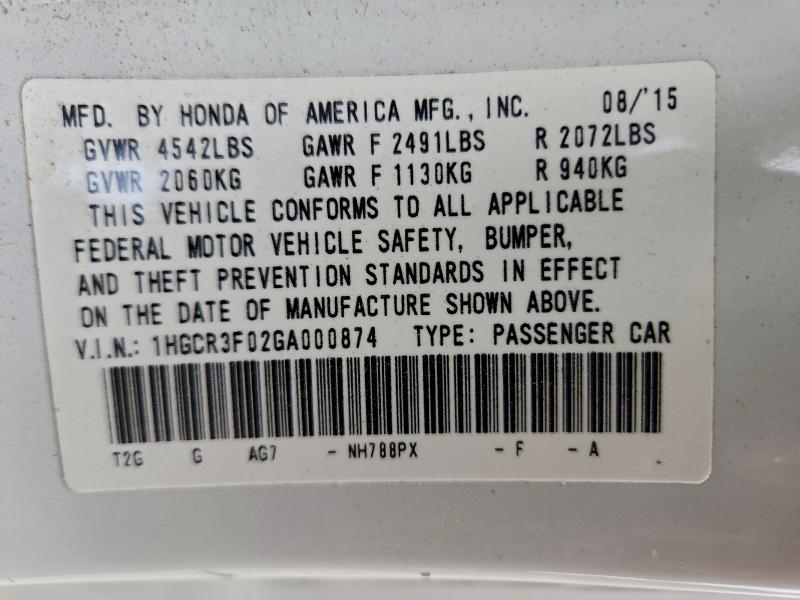 MFD. BY HONDA OF AMERICA MFG., INC. 08/'15
GVWR 4542LBS GAWR F 2491LBS R 2072LBS
GVWR 2060KG GAWR F 1130KG R 940KG
THIS VEHICLE CONFORMS TO ALL APPLICABLE
FEDERAL MOTOR VEHICLE SAFETY, BUMPER,
AND THEFT PREVENTION STANDARDS IN EFFECT
ON THE DATE OF MANUFACTURE SHOWN ABOVE.
V.I.N.: 1HGCR3F02GA000874 TYPE: PASSENGER CAR
T2G G AG7 - NH788PX - F - A .